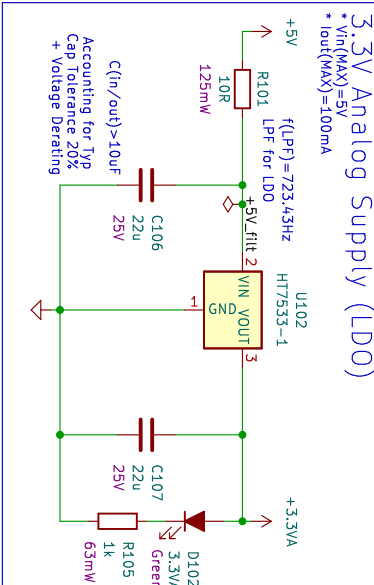 3.3V Analog Supply (LDO)
* Vin(MAX)=5V
* Iout(MAX)=100mA
+5V
R101
10R
125mW
f(LPF)=723.43Hz
LPF for LDO
+5V_filt
C(in/out)>10uF
Accounting for Typ
Cap Tolerance 20%
+ Voltage Derating
C106
22u
25V
U102
HT7533-1
2
VIN
1
GND
VOUT
3
C107
22u
25V
+3.3VA
D102
3.3V
Green
R105
1k
63mW